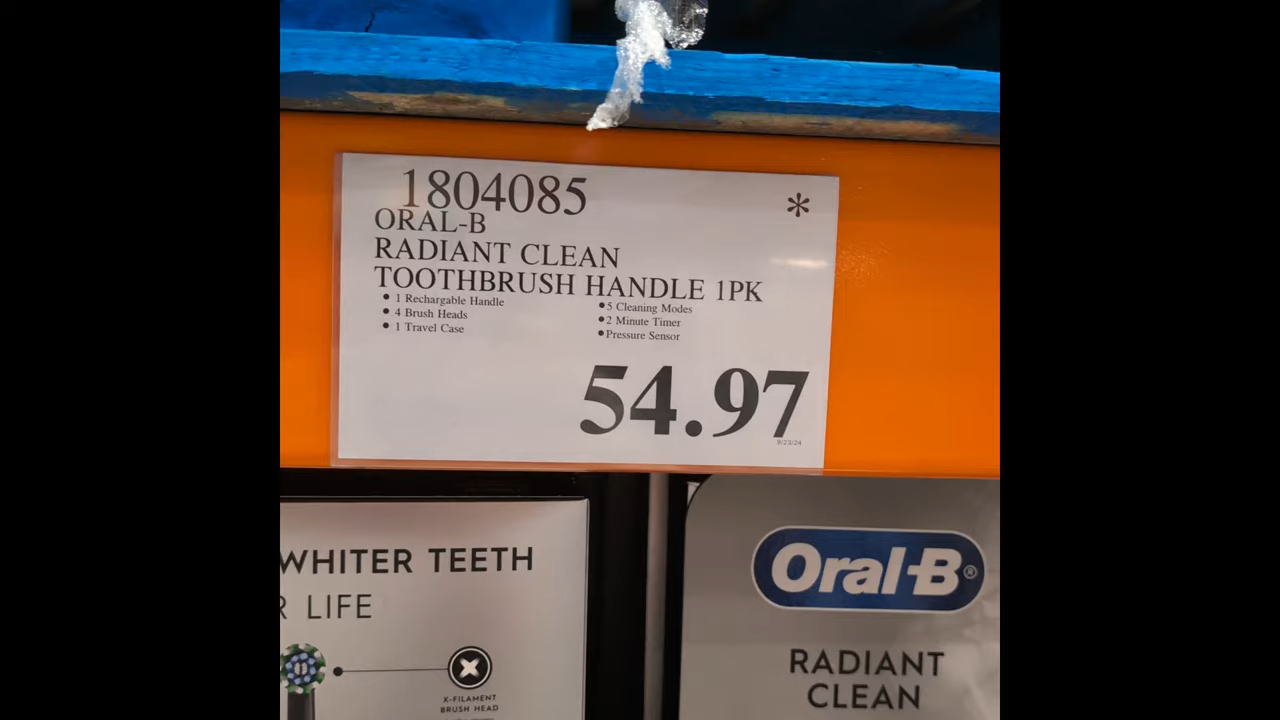 1804085
*
ORAL-B
RADIANT CLEAN
TOOTHBRUSH HANDLE 1PK
• 1 Rechargable Handle
• 4 Brush Heads
• 1 Travel Case
• 5 Cleaning Modes
• 2 Minute Timer
• Pressure Sensor
54.97
9/23/24
WHITER TEETH
R LIFE
X-FILAMENT
BRUSH HEAD
Oral-B®
RADIANT
CLEAN